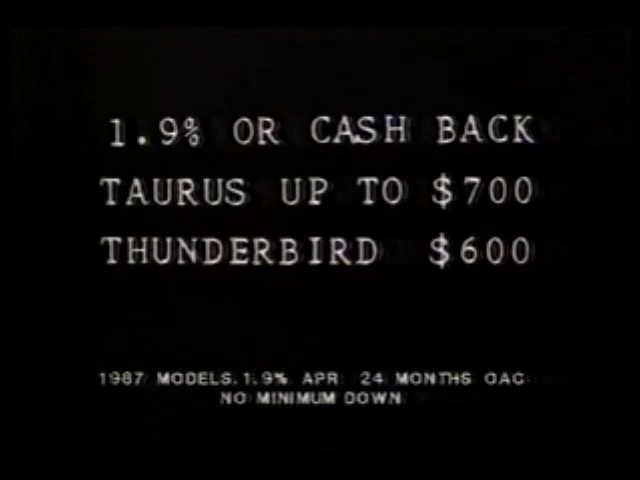 1.9% OR CASH BACK
TAURUS UP TO $700
THUNDERBIRD $600
1987 MODELS. 1.9% APR 24 MONTHS OAC
NO MINIMUM DOWN